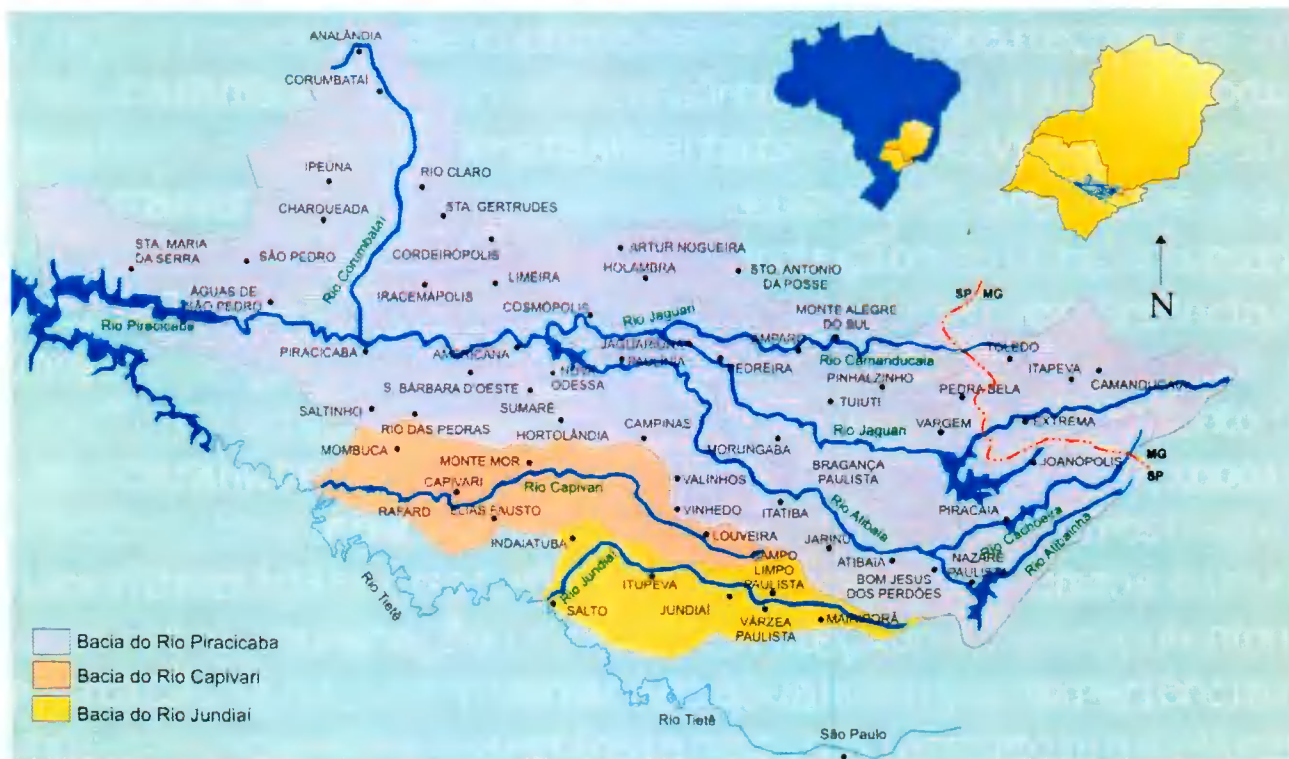 ANALÂNDIA
CORUMBATAÍ
IPEÚNA
RIO CLARO
CHARQUEADA
STA. GERTRUDES
STA. MARIA
DA SERRA
SÃO PEDRO
Rio Corumbataí
CORDEIRÓPOLIS
ARTUR NOGUEIRA
HOLAMBRA
STO. ANTONIO
DA POSSE
ÁGUAS DE
SÃO PEDRO
IRACEMÁPOLIS
LIMEIRA
COSMÓPOLIS
MONTE ALEGRE
DO SUL
SP
MG
N
Rio Piracicaba
Rio Jaguari
PIRACICABA
AMERICANA
JAGUARIÚNA
PAULÍNIA
AMPARO
Rio Camanducaia
TOLEDO
PEDREIRA
NOVA
ODESSA
S. BÁRBARA D'OESTE
PINHALZINHO
PEDRA BELA
ITAPEVA
CAMANDUCAIA
SALTINHO
SUMARÉ
TUIUTI
RIO DAS PEDRAS
HORTOLÂNDIA
CAMPINAS
Rio Jaguari
VARGEM
EXTREMA
MOMBUCA
MONTE MOR
MORUNGABA
BRAGANÇA
PAULISTA
JOANÓPOLIS
MG
SP
CAPIVARI
Rio Capivari
VALINHOS
RAFARD
ELIAS FAUSTO
VINHEDO
ITATIBA
Rio Atibaia
PIRACAIA
Rio Cachoeira
INDAIATUBA
LOUVEIRA
JARINU
ATIBAIA
NAZARÉ
PAULISTA
Rio Atibainha
CAMPO
LIMPO
PAULISTA
BOM JESUS
DOS PERDÕES
Rio Jundiaí
ITUPEVA
SALTO
JUNDIAÍ
VÁRZEA
PAULISTA
MAIRIPORÃ
Rio Tietê
Bacia do Rio Piracicaba
Bacia do Rio Capivari
Bacia do Rio Jundiaí
Rio Tietê
São Paulo